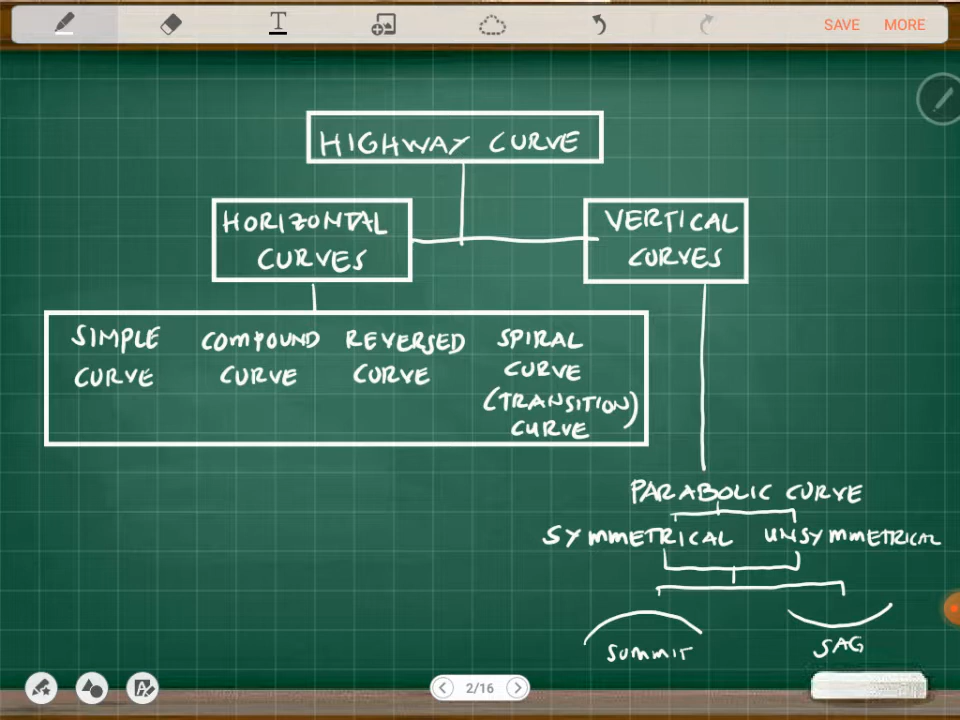 SAVE MORE
HIGHWAY CURVE
HORIZONTAL
CURVES
VERTICAL
CURVES
SIMPLE
CURVE
COMPOUND
CURVE
REVERSED
CURVE
SPIRAL
CURVE
(TRANSITION)
CURVE
PARABOLIC CURVE
SYMMETRICAL UNSYMMETRICAL
SUMMIT
SAG
2/16